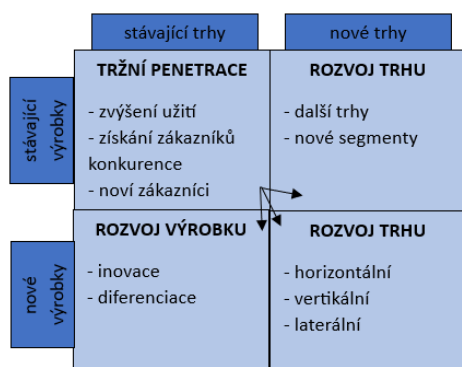 stávající trhy
nové trhy
stávající
výrobky
TRŽNÍ PENETRACE
- zvýšení užití
- získání zákazníků
konkurence
- noví zákazníci
ROZVOJ TRHU
- další trhy
- nové segmenty
nové
výrobky
ROZVOJ VÝROBKU
- inovace
- diferenciace
ROZVOJ TRHU
- horizontální
- vertikální
- laterální